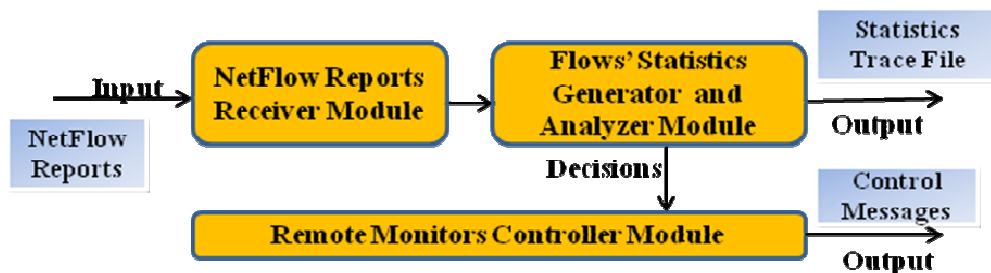 Input
NetFlow
Reports
NetFlow Reports
Receiver Module
Flows' Statistics
Generator and
Analyzer Module
Statistics
Trace File
Output
Decisions
Remote Monitors Controller Module
Control
Messages
Output